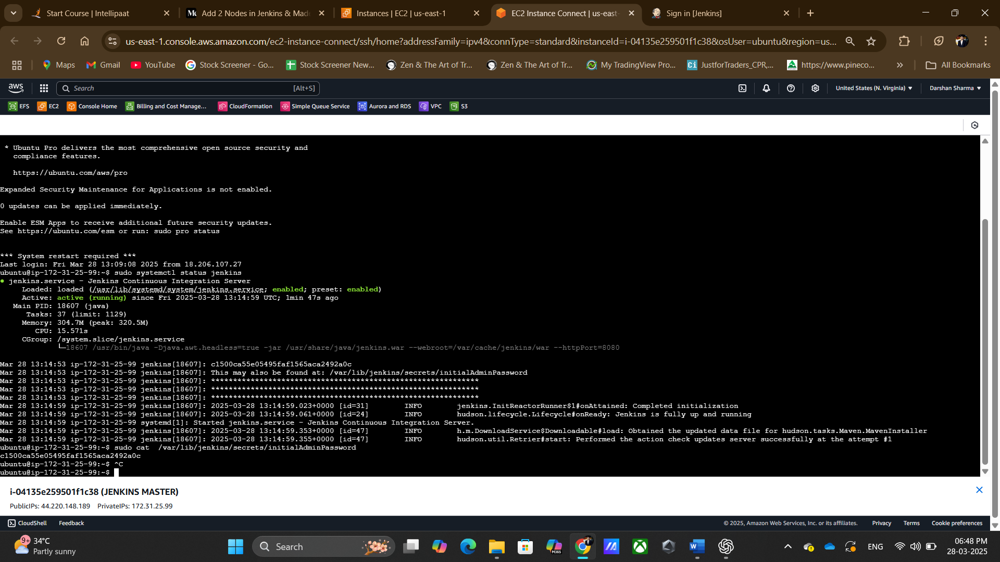 Start Course | Intellipaat
Add 2 Nodes in Jenkins & Made
Instances | EC2 | us-east-1
EC2 Instance Connect | us-east-
Sign in [Jenkins]
us-east-1.console.aws.amazon.com/ec2-instance-connect/ssh/home?addressFamily=ipv4&connType=standard&instanceId=i-04135e259501f1c38&osUser=ubuntu&region=us...
Maps
Gmail
YouTube
Stock Screener - Go...
Stock Screener New...
Zen & The Art of Tr...
Zen & The Art of Tr...
My TradingView Pro...
JustforTraders_CPR,...
https://www.pineco...
All Bookmarks
aws
Search
[Alt+S]
United States (N. Virginia)
Darshan Sharma
EFS
EC2
Console Home
Billing and Cost Manage...
CloudFormation
Simple Queue Service
Aurora and RDS
VPC
S3
* Ubuntu Pro delivers the most comprehensive open source security and
compliance features.
https://ubuntu.com/aws/pro
Expanded Security Maintenance for Applications is not enabled.
0 updates can be applied immediately.
Enable ESM Apps to receive additional future security updates.
See https://ubuntu.com/esm or run: sudo pro status
*** System restart required ***
Last login: Fri Mar 28 13:09:08 2025 from 18.206.107.27
ubuntu@ip-172-31-25-99:~$ sudo systemctl status jenkins
● jenkins.service - Jenkins Continuous Integration Server
Loaded: loaded (/usr/lib/systemd/system/jenkins.service; enabled; preset: enabled)
Active: active (running) since Fri 2025-03-28 13:14:59 UTC; 1min 47s ago
Main PID: 18607 (java)
Tasks: 37 (limit: 1129)
Memory: 304.7M (peak: 320.5M)
CPU: 15.571s
CGroup: /system.slice/jenkins.service
└─18607 /usr/bin/java -Djava.awt.headless=true -jar /usr/share/java/jenkins.war --webroot=/var/cache/jenkins/war --httpPort=8080
Mar 28 13:14:53 ip-172-31-25-99 jenkins[18607]: c1500ca55e05495faf1565aca2492a0c
Mar 28 13:14:53 ip-172-31-25-99 jenkins[18607]: This may also be found at: /var/lib/jenkins/secrets/initialAdminPassword
Mar 28 13:14:53 ip-172-31-25-99 jenkins[18607]: *************************************************************
Mar 28 13:14:53 ip-172-31-25-99 jenkins[18607]: *************************************************************
Mar 28 13:14:53 ip-172-31-25-99 jenkins[18607]: *************************************************************
Mar 28 13:14:59 ip-172-31-25-99 jenkins[18607]: 2025-03-28 13:14:59.023+0000 [id=31] INFO jenkins.InitReactorRunner$1#onAttained: Completed initialization
Mar 28 13:14:59 ip-172-31-25-99 jenkins[18607]: 2025-03-28 13:14:59.061+0000 [id=24] INFO hudson.lifecycle.Lifecycle#onReady: Jenkins is fully up and running
Mar 28 13:14:59 ip-172-31-25-99 systemd[1]: Started jenkins.service - Jenkins Continuous Integration Server.
Mar 28 13:14:59 ip-172-31-25-99 jenkins[18607]: 2025-03-28 13:14:59.353+0000 [id=47] INFO h.m.DownloadService$Downloadable#load: Obtained the updated data file for hudson.tasks.Maven.MavenInstaller
Mar 28 13:14:59 ip-172-31-25-99 jenkins[18607]: 2025-03-28 13:14:59.355+0000 [id=47] INFO hudson.util.Retrier#start: Performed the action check updates server successfully at the attempt #1
ubuntu@ip-172-31-25-99:~$ sudo cat  /var/lib/jenkins/secrets/initialAdminPassword
c1500ca55e05495faf1565aca2492a0c
ubuntu@ip-172-31-25-99:~$ ^C
ubuntu@ip-172-31-25-99:~$
i-04135e259501f1c38 (JENKINS MASTER)
PublicIPs: 44.220.148.189 PrivateIPs: 172.31.25.99
CloudShell
Feedback
© 2025, Amazon Web Services, Inc. or its affiliates.
Privacy
Terms
Cookie preferences
9+
34°C
Partly sunny
Search
M365
ENG
06:48 PM
28-03-2025